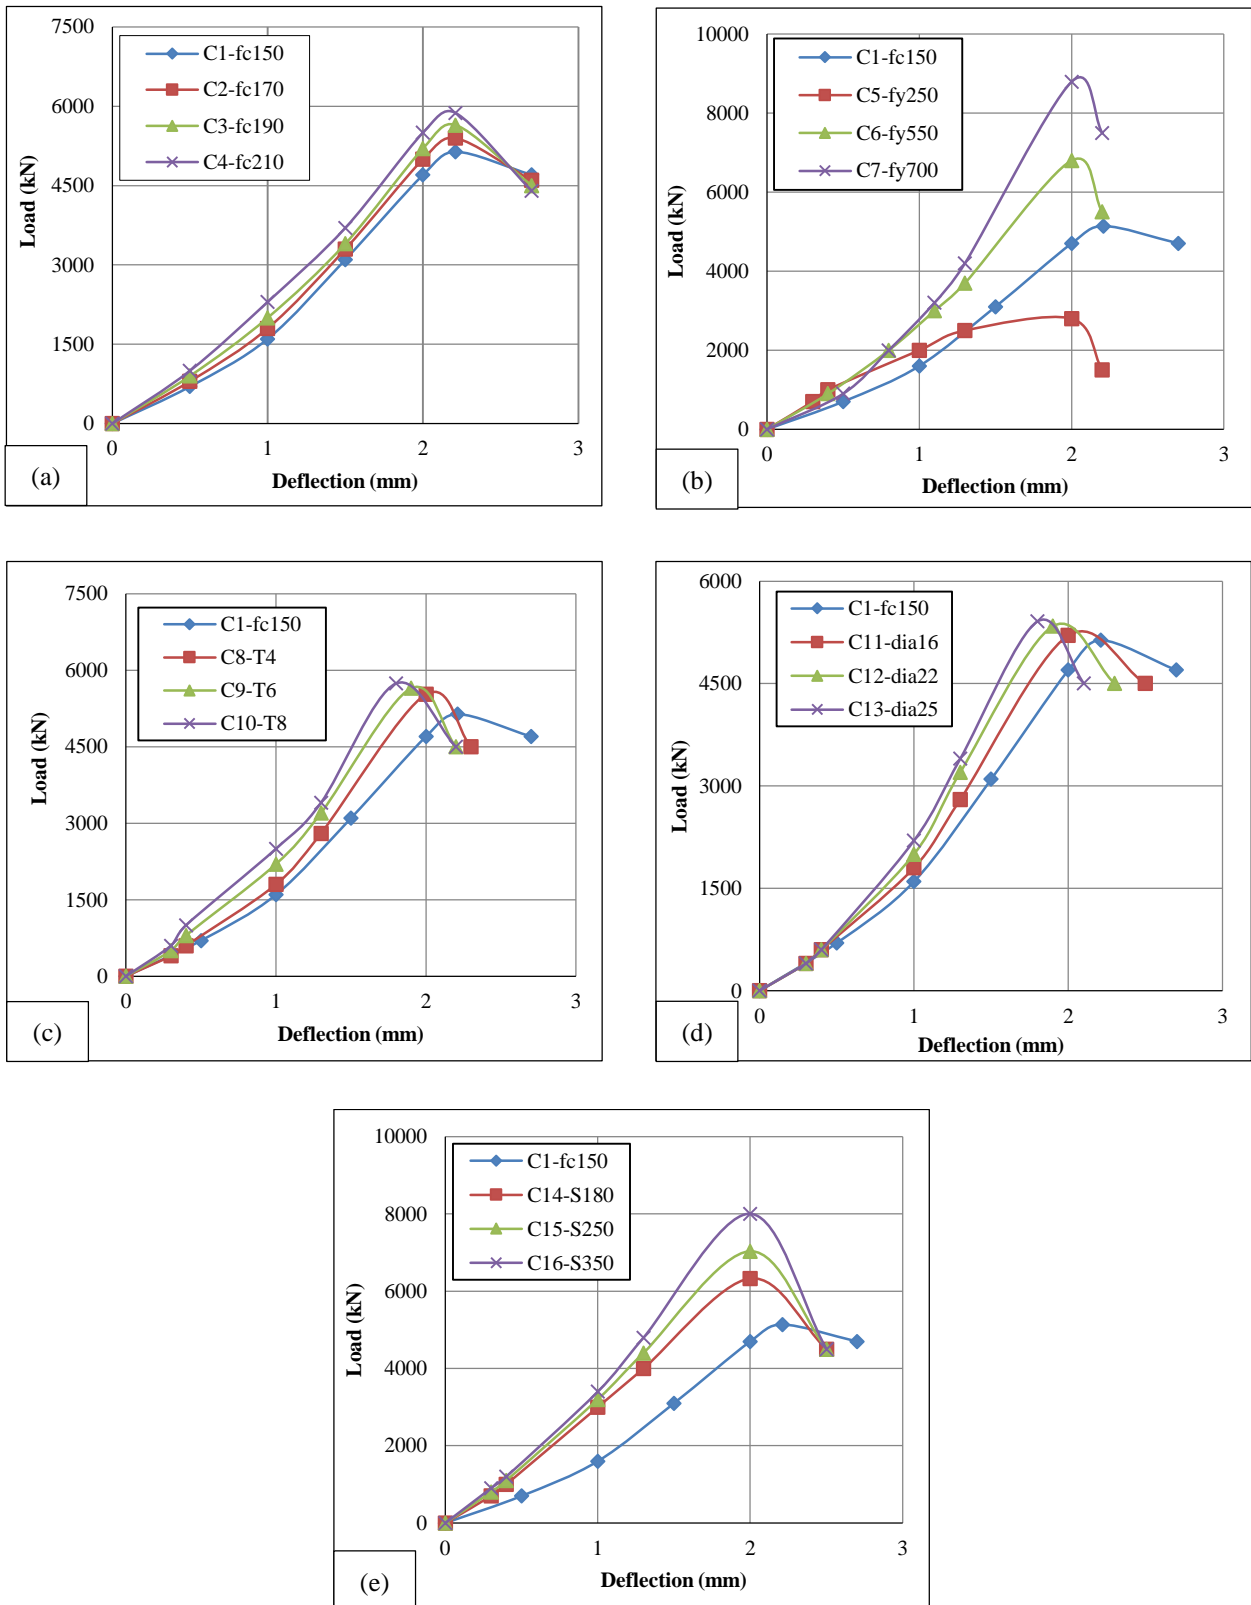 7500
6000
4500
3000
1500
0
Load (kN)
C1-fc150
C2-fc170
C3-fc190
C4-fc210
0 1 2 3
Deflection (mm)
(a)
10000
8000
6000
4000
2000
0
Load (kN)
C1-fc150
C5-fy250
C6-fy550
C7-fy700
0 1 2 3
Deflection (mm)
(b)
7500
6000
4500
3000
1500
0
Load (kN)
C1-fc150
C8-T4
C9-T6
C10-T8
0 1 2 3
Deflection (mm)
(c)
6000
4500
3000
1500
0
Load (kN)
C1-fc150
C11-dia16
C12-dia22
C13-dia25
0 1 2 3
Deflection (mm)
(d)
10000
8000
6000
4000
2000
0
Load (kN)
C1-fc150
C14-S180
C15-S250
C16-S350
0 1 2 3
Deflection (mm)
(e)